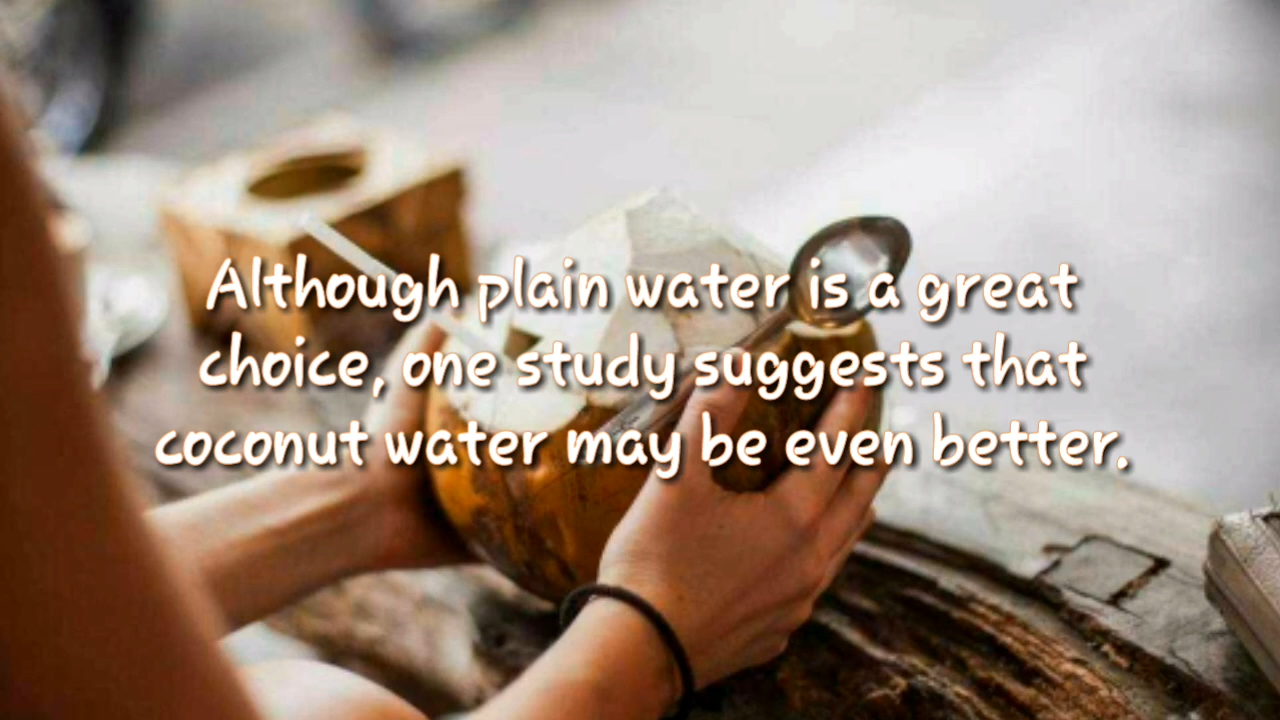 Although plain water is a great
choice, one study suggests that
coconut water may be even better.